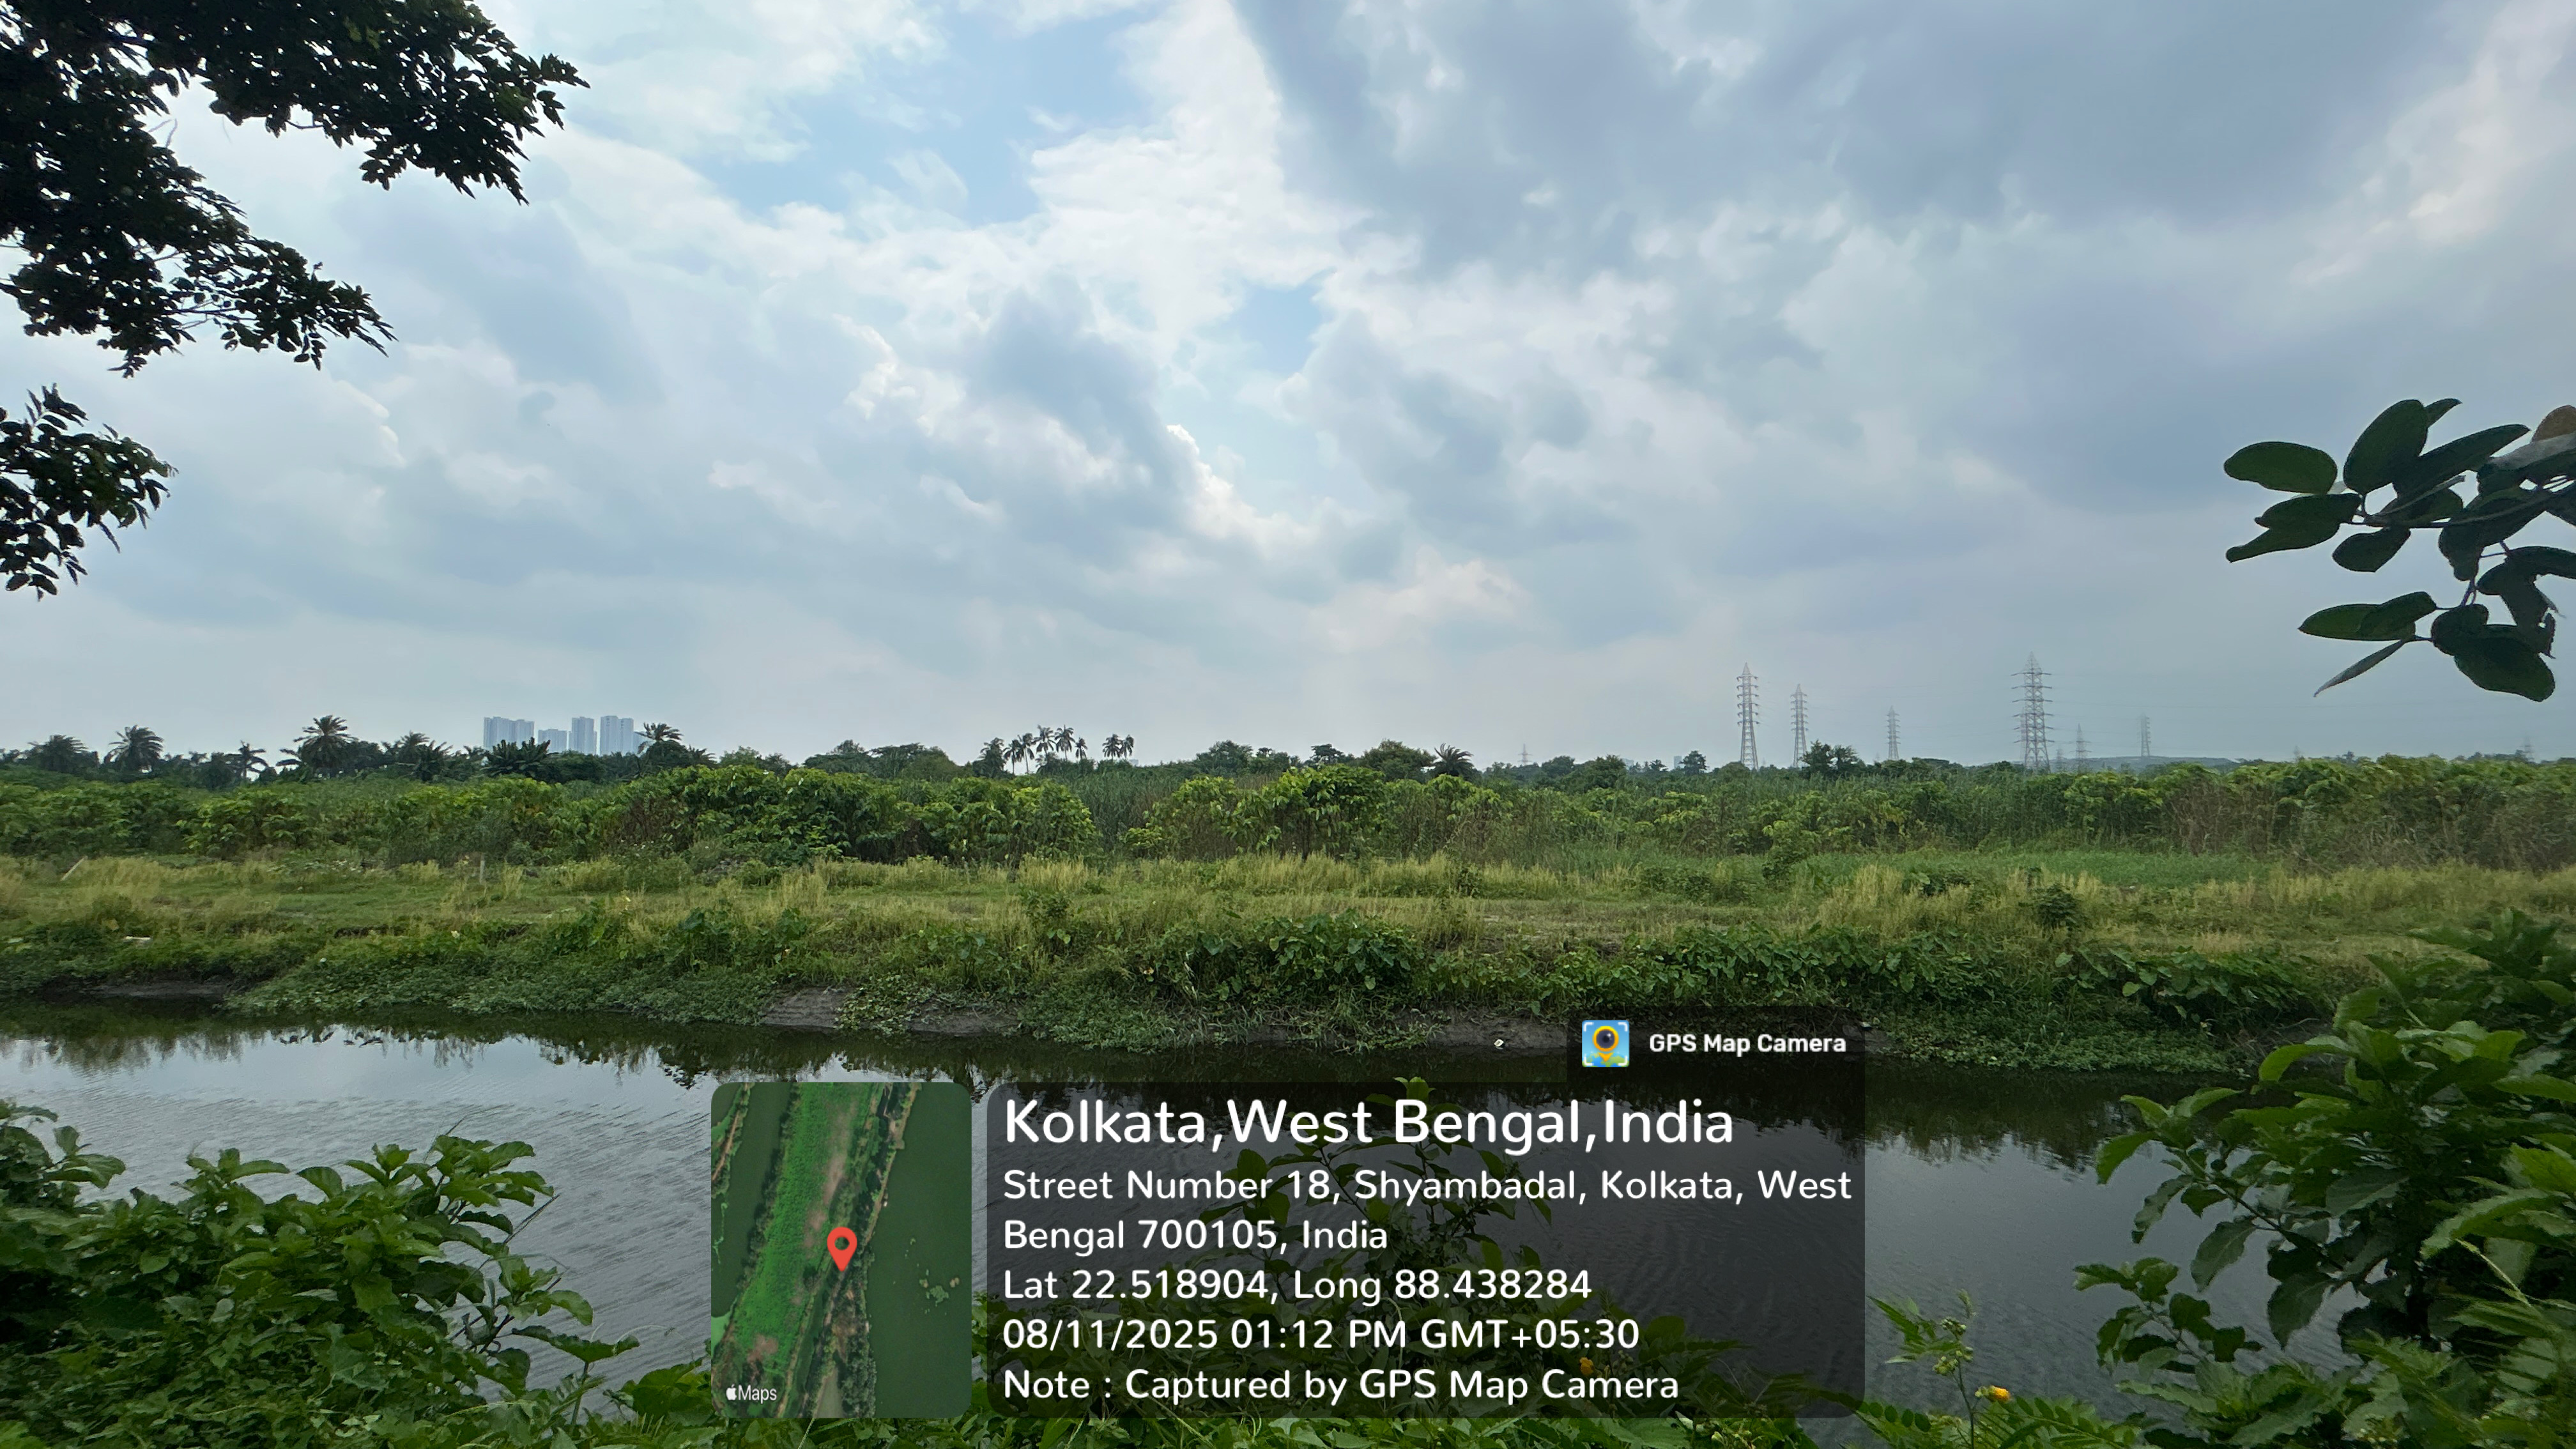 GPS Map Camera
Kolkata,West Bengal,India
Street Number 18, Shyambadal, Kolkata, West
Bengal 700105, India
Lat 22.518904, Long 88.438284
08/11/2025 01:12 PM GMT+05:30
Note : Captured by GPS Map Camera
Maps